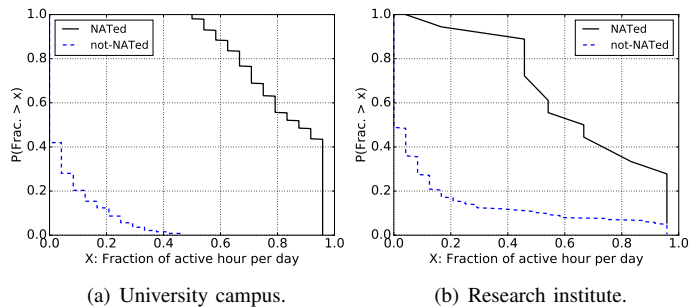 1.0
0.8
0.6
0.4
0.2
0.0
P(Frac. > x)
NATed
not-NATed
0.0 0.2 0.4 0.6 0.8 1.0
X: Fraction of active hour per day
(a) University campus.
1.0
0.8
0.6
0.4
0.2
0.0
P(Frac. > x)
NATed
not-NATed
0.0 0.2 0.4 0.6 0.8 1.0
X: Fraction of active hour per day
(b) Research institute.